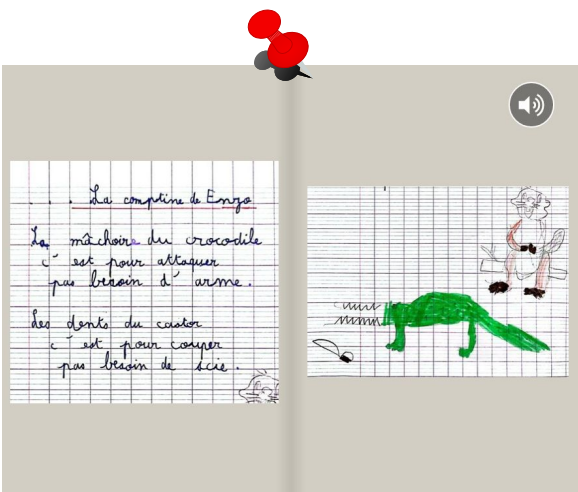 La comptine de Enzo
La mâchoire du crocodile
c'est pour attaquer
pas besoin d'arme.
Les dents du castor
c'est pour couper
pas besoin de scie.